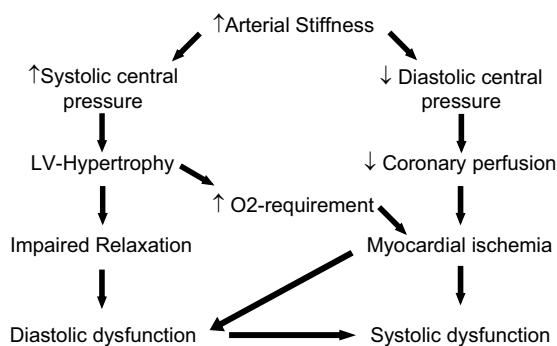 ↑Arterial Stiffness
↑Systolic central
pressure
↓ Diastolic central
pressure
LV-Hypertrophy
↓ Coronary perfusion
↑ O2-requirement
Impaired Relaxation
Myocardial ischemia
Diastolic dysfunction
Systolic dysfunction